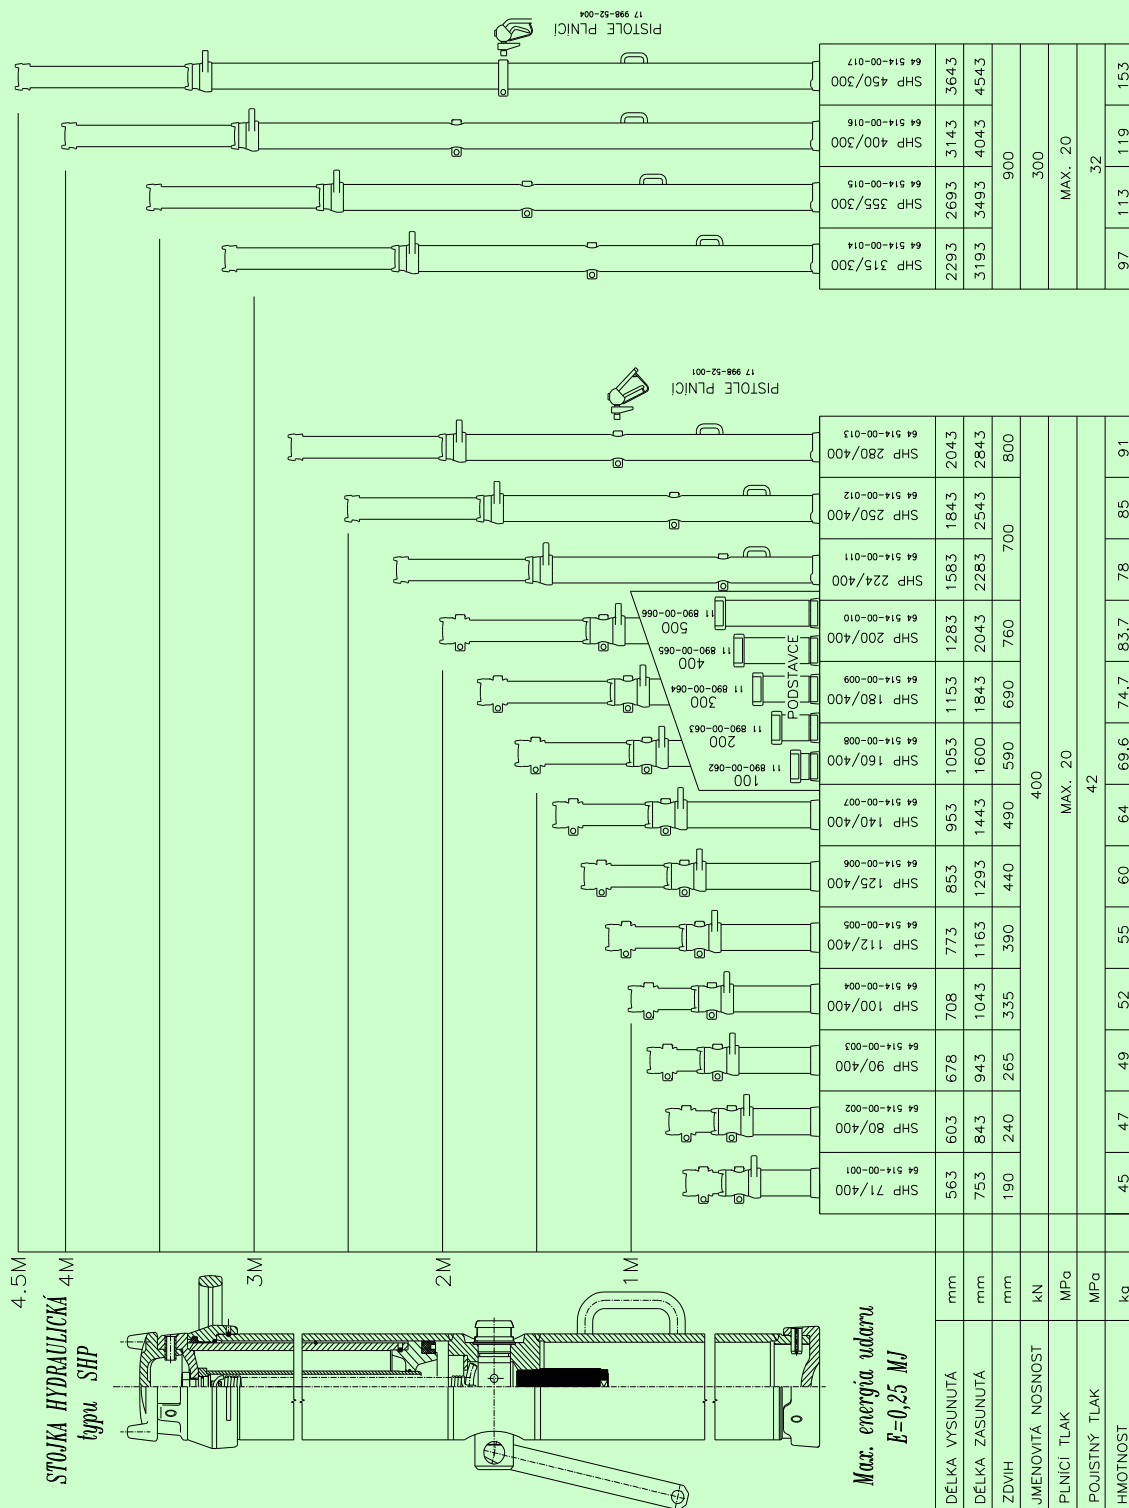 STOJKA HYDRAULICKÁ
typu SHP
4.5M
4M
3M
2M
1M
Max. energia udaru
E=0,25 MJ
PISTOLE PLNÍCÍ
17 998-52-004
PISTOLE PLNÍCÍ
17 998-52-001
PODSTAVCE
100
11 890-00-062
200
11 890-00-063
300
11 890-00-064
400
11 890-00-065
500
11 890-00-066
SHP 71/400
64 514-00-001
SHP 80/400
64 514-00-002
SHP 90/400
64 514-00-003
SHP 100/400
64 514-00-004
SHP 112/400
64 514-00-005
SHP 125/400
64 514-00-006
SHP 140/400
64 514-00-007
SHP 160/400
64 514-00-008
SHP 180/400
64 514-00-009
SHP 200/400
64 514-00-010
SHP 224/400
64 514-00-011
SHP 250/400
64 514-00-012
SHP 280/400
64 514-00-013
SHP 315/300
64 514-00-014
SHP 355/300
64 514-00-015
SHP 400/300
64 514-00-016
SHP 450/300
64 514-00-017
DÉLKA VYSUNUTÁ mm 563 603 678 708 773 853 953 1053 1153 1283 1583 1843 2043 2293 2693 3143 3643
DÉLKA ZASUNUTÁ mm 753 843 943 1043 1163 1293 1443 1600 1843 2043 2283 2543 2843 3193 3493 4043 4543
ZDVIH mm 190 240 265 335 390 440 490 590 690 760 700 800 900
JMENOVITÁ NOSNOST kN 400 300
PLNÍCÍ TLAK MPa MAX. 20 MAX. 20
POJISTNÝ TLAK MPa 42 32
HMOTNOST kg 45 47 49 52 55 60 64 69,6 74,7 83,7 78 85 91 97 113 119 153